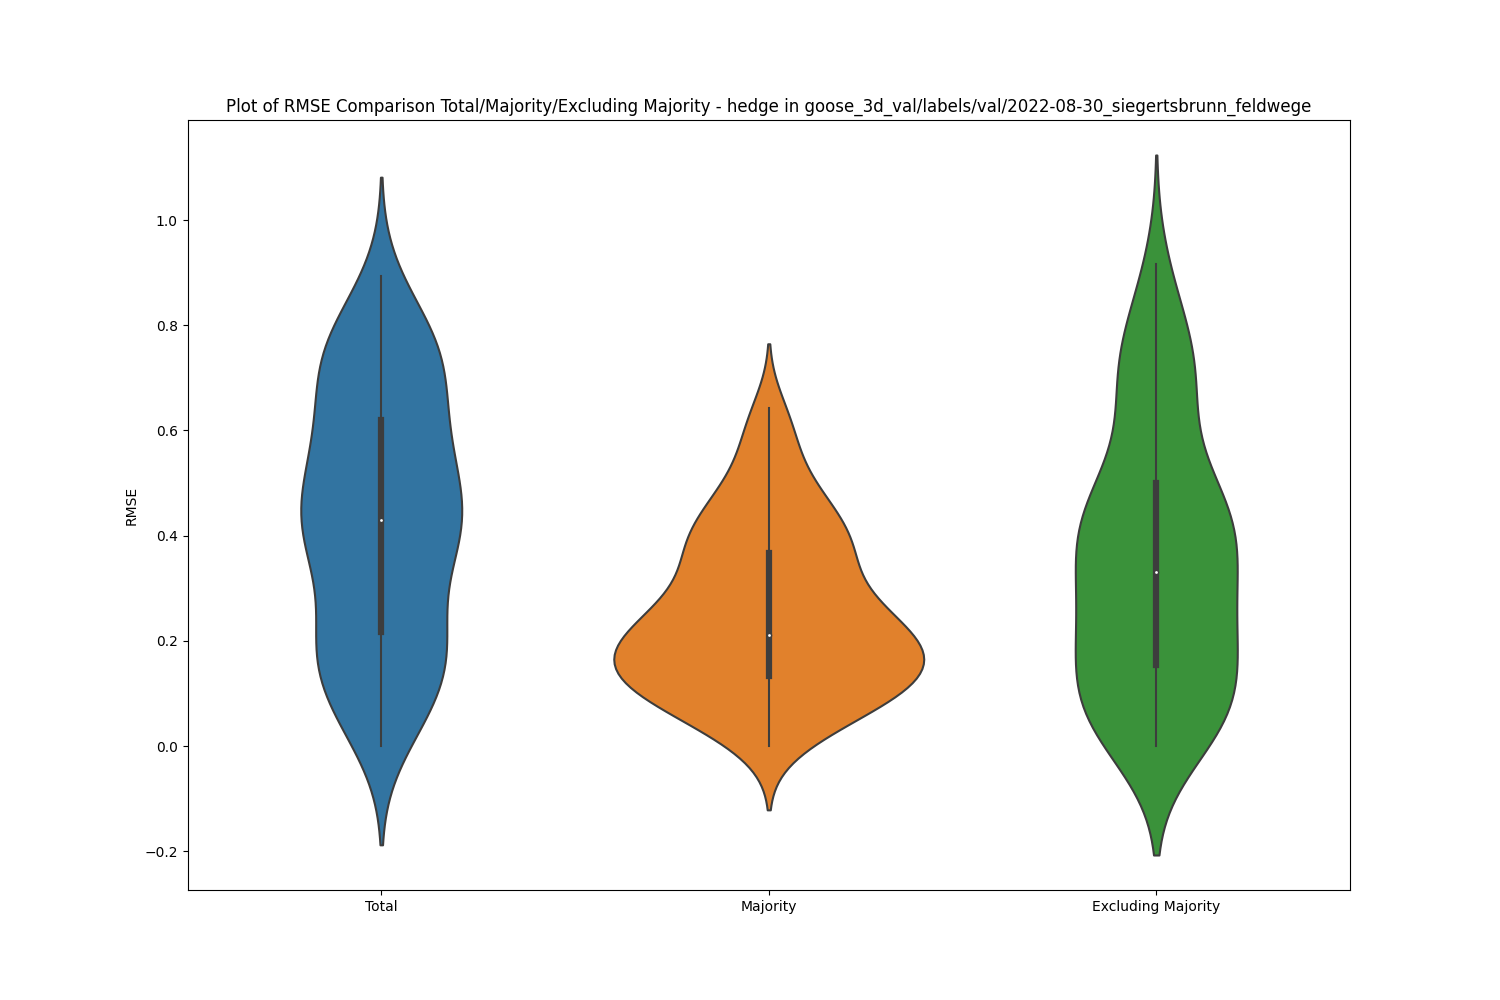 Plot of RMSE Comparison Total/Majority/Excluding Majority - hedge in goose_3d_val/labels/val/2022-08-30_siegertsbrunn_feldwege
1.0
0.8
0.6
0.4
0.2
0.0
−0.2
RMSE
Total Majority Excluding Majority